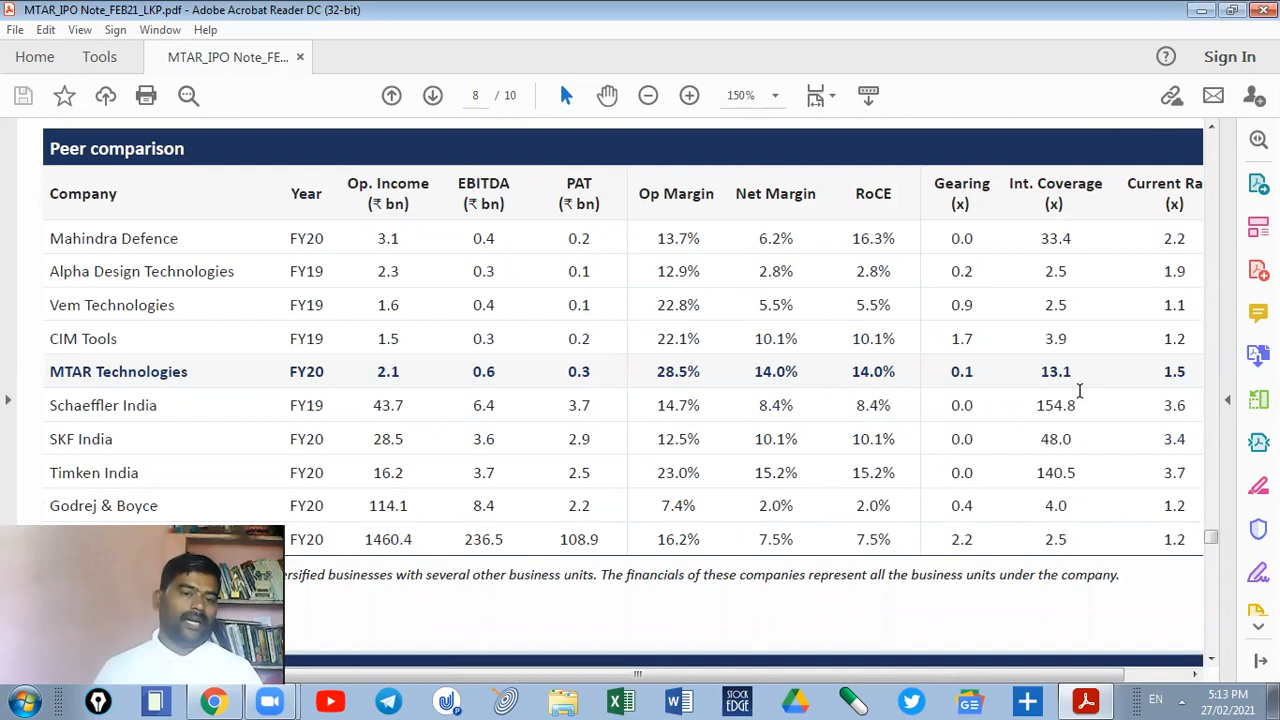 MTAR_IPO Note_FEB21_LKP.pdf - Adobe Acrobat Reader DC (32-bit)
File Edit View Sign Window Help
Home Tools MTAR_IPO Note_FE... × Sign In
8 / 10 150%
Peer comparison
Company Year Op. Income (₹ bn) EBITDA (₹ bn) PAT (₹ bn) Op Margin Net Margin RoCE Gearing (x) Int. Coverage (x) Current Ra (x)
Mahindra Defence FY20 3.1 0.4 0.2 13.7% 6.2% 16.3% 0.0 33.4 2.2
Alpha Design Technologies FY19 2.3 0.3 0.1 12.9% 2.8% 2.8% 0.2 2.5 1.9
Vem Technologies FY19 1.6 0.4 0.1 22.8% 5.5% 5.5% 0.9 2.5 1.1
CIM Tools FY19 1.5 0.3 0.2 22.1% 10.1% 10.1% 1.7 3.9 1.2
MTAR Technologies FY20 2.1 0.6 0.3 28.5% 14.0% 14.0% 0.1 13.1 1.5
Schaeffler India FY19 43.7 6.4 3.7 14.7% 8.4% 8.4% 0.0 154.8 3.6
SKF India FY20 28.5 3.6 2.9 12.5% 10.1% 10.1% 0.0 48.0 3.4
Timken India FY20 16.2 3.7 2.5 23.0% 15.2% 15.2% 0.0 140.5 3.7
Godrej & Boyce FY20 114.1 8.4 2.2 7.4% 2.0% 2.0% 0.4 4.0 1.2
FY20 1460.4 236.5 108.9 16.2% 7.5% 7.5% 2.2 2.5 1.2
ersified businesses with several other business units. The financials of these companies represent all the business units under the company.
STOCK EDGE
EN
5:13 PM
27/02/2021